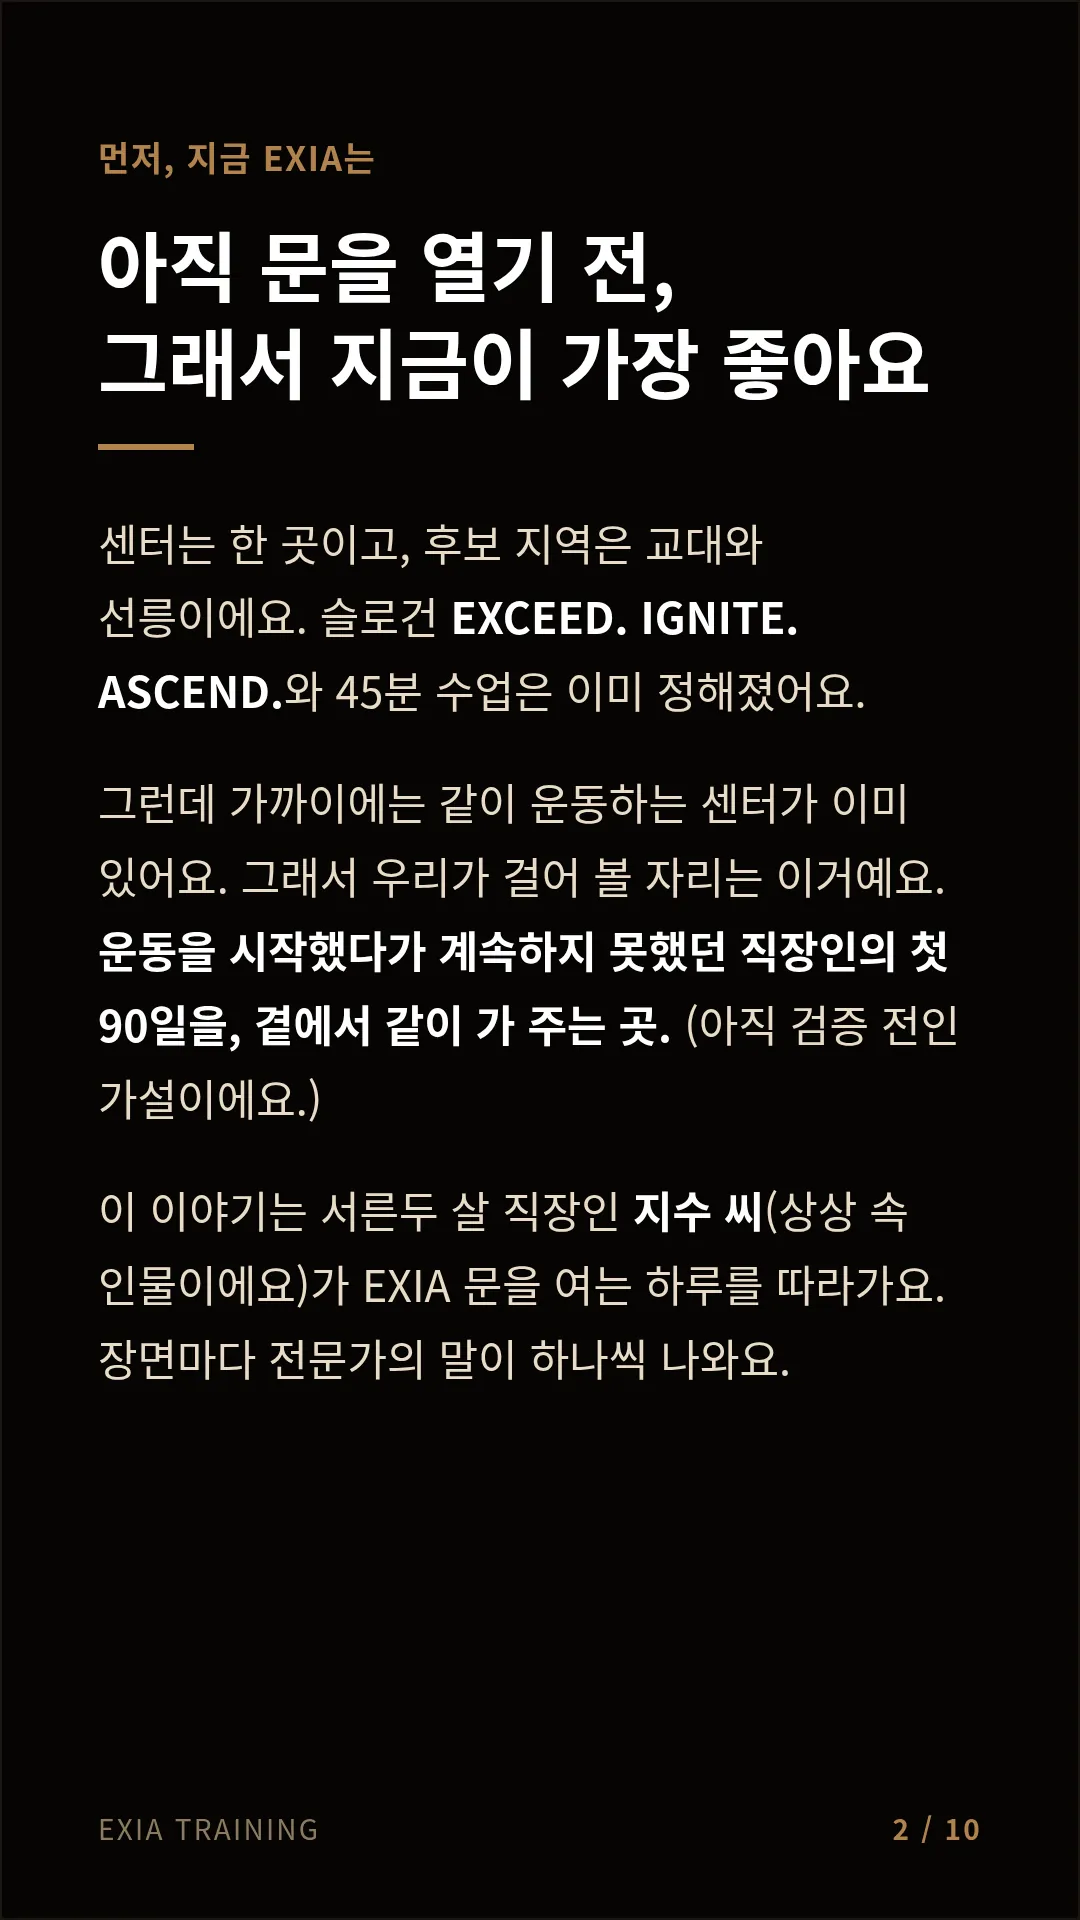 먼저, 지금 EXIA는
아직 문을 열기 전,
그래서 지금이 가장 좋아요
센터는 한 곳이고, 후보 지역은 교대와
선릉이에요. 슬로건 EXCEED. IGNITE.
ASCEND.와 45분 수업은 이미 정해졌어요.
그런데 가까이에는 같이 운동하는 센터가 이미
있어요. 그래서 우리가 걸어 볼 자리는 이거예요.
운동을 시작했다가 계속하지 못했던 직장인의 첫
90일을, 곁에서 같이 가 주는 곳. (아직 검증 전인
가설이에요.)
이 이야기는 서른두 살 직장인 지수 씨(상상 속
인물이에요)가 EXIA 문을 여는 하루를 따라가요.
장면마다 전문가의 말이 하나씩 나와요.
EXIA TRAINING
2 / 10